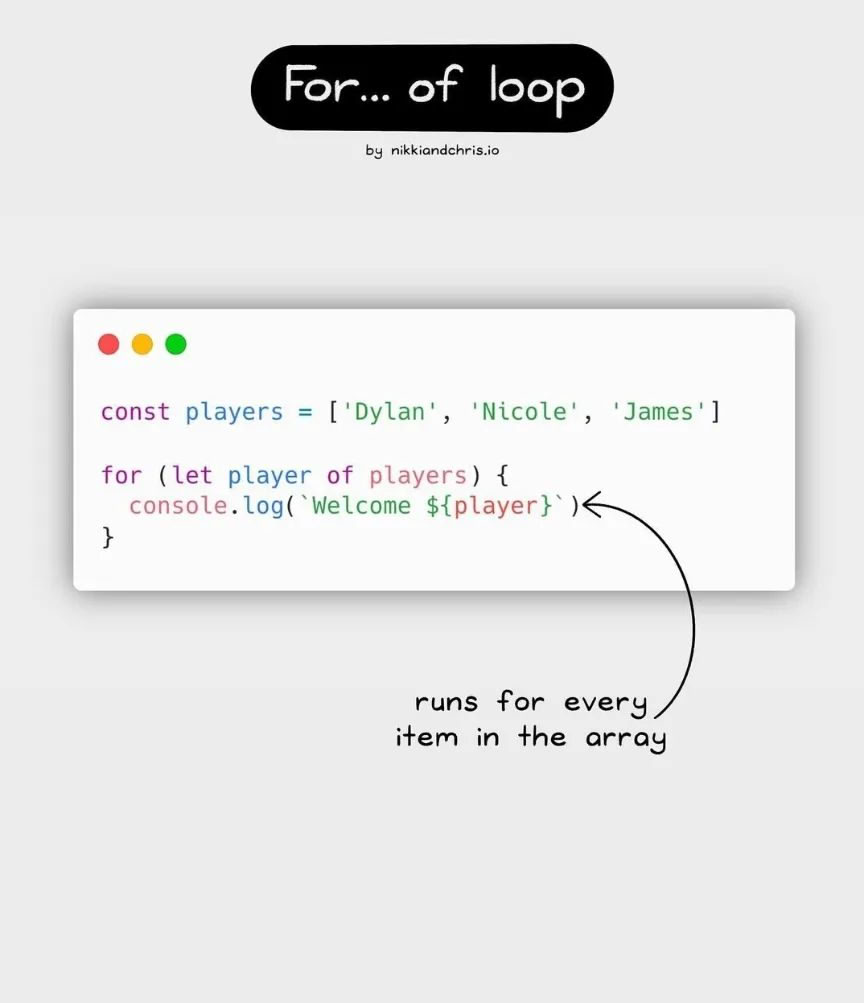 For... of loop
by nikkiandchris.io
const players = ['Dylan', 'Nicole', 'James']
for (let player of players) {
  console.log(`Welcome ${player}`)
}
runs for every
item in the array